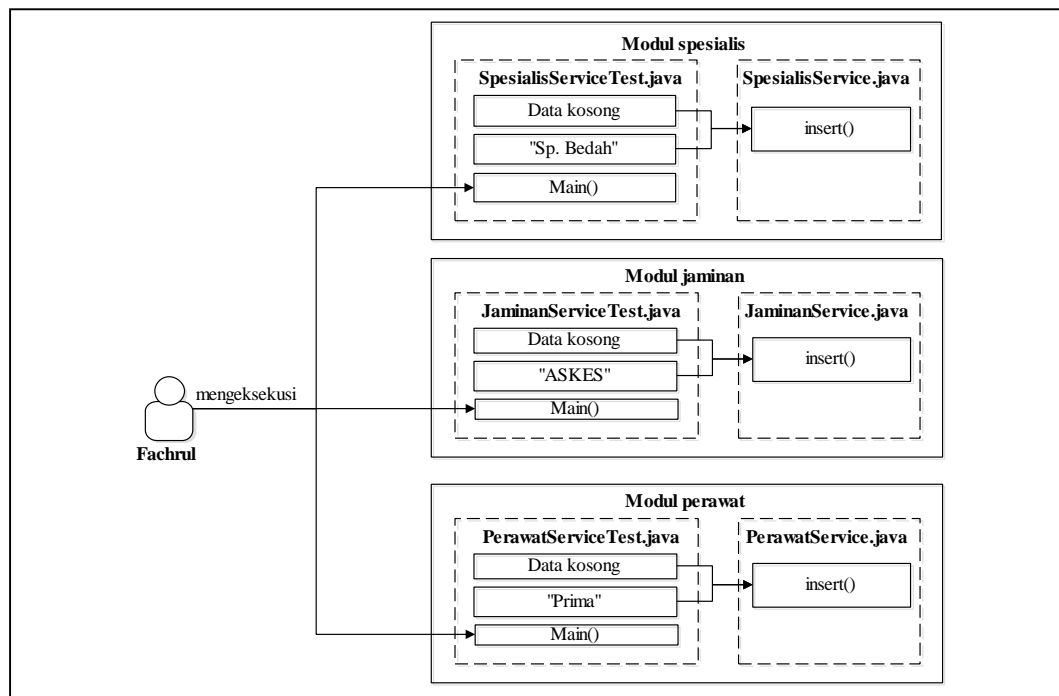 Modul spesialis
SpesialisServiceTest.java
SpesialisService.java
Data kosong
"Sp. Bedah"
Main()
insert()
Modul jaminan
JaminanServiceTest.java
JaminanService.java
Data kosong
"ASKES"
Main()
insert()
mengeksekusi
Fachrul
Modul perawat
PerawatServiceTest.java
PerawatService.java
Data kosong
"Prima"
Main()
insert()